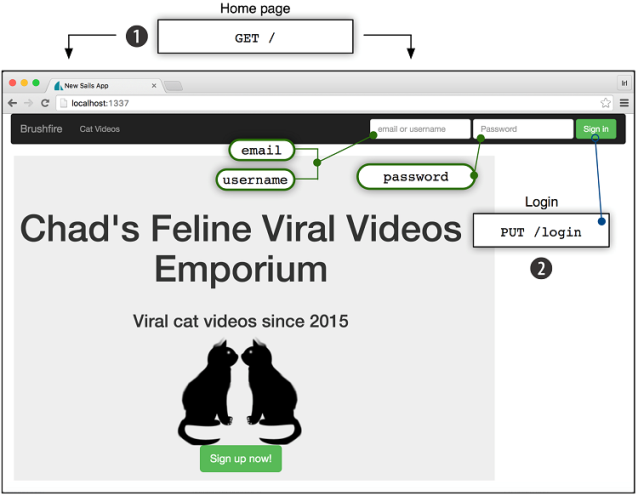 Home page
1
GET /
New Sails App
localhost:1337
Brushfire
Cat Videos
email or username
Password
Sign in
email
username
password
Login
PUT /login
2
Chad's Feline Viral Videos
Emporium
Viral cat videos since 2015
Sign up now!